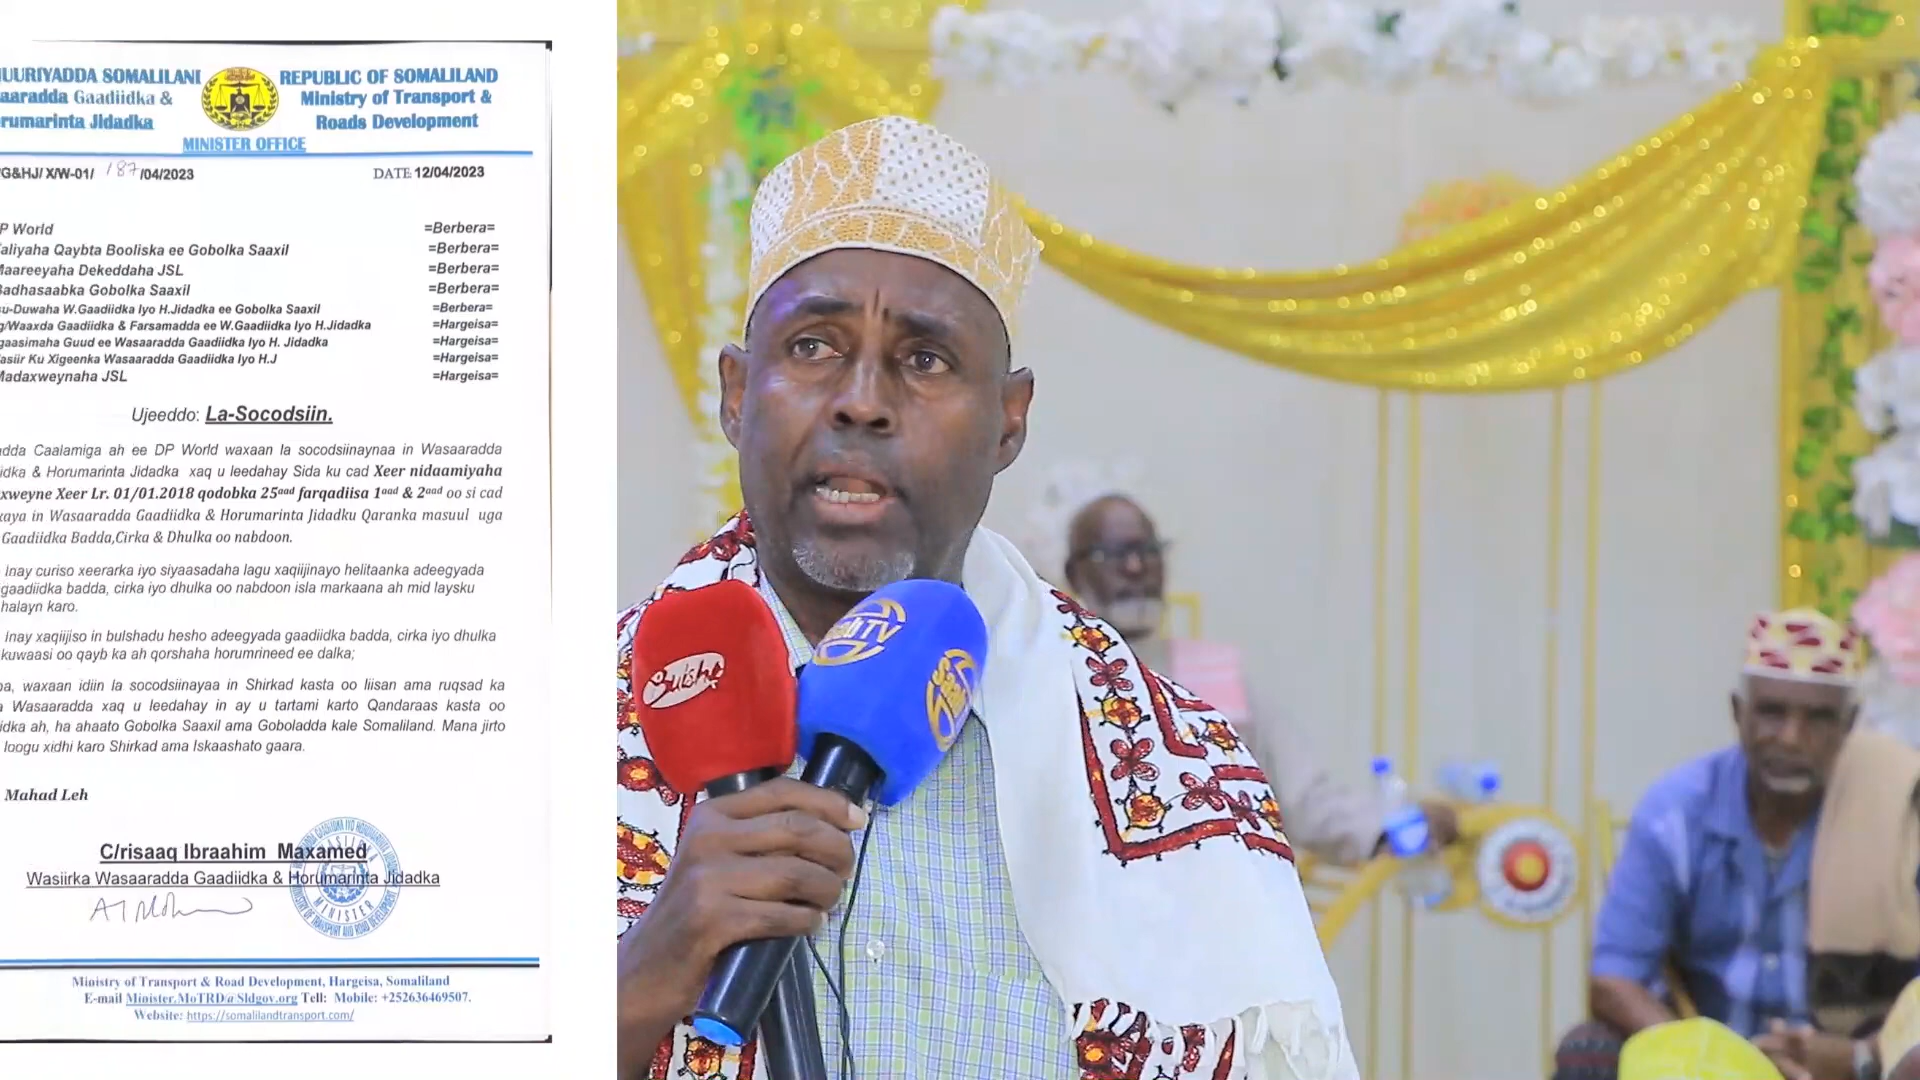 HUURIYADDA SOMALILAND
REPUBLIC OF SOMALILAND
aaradda Gaadiidka &
Ministry of Transport &
rumarinta Jidadka
Roads Development
MINISTER OFFICE
G&HJ/ X/W-01/ 187 /04/2023
DATE 12/04/2023
P World =Berbera=
aliyaha Qaybta Booliska ee Gobolka Saaxil =Berbera=
Maareeyaha Dekeddaha JSL =Berbera=
Badhasaabka Gobolka Saaxil =Berbera=
u-Duwaha W.Gaadiidka Iyo H.Jidadka ee Gobolka Saaxil =Berbera=
g/Waaxda Gaadiidka & Farsamadda ee W.Gaadiidka Iyo H.Jidadka =Hargeisa=
gaasimaha Guud ee Wasaaradda Gaadiidka Iyo H. Jidadka =Hargeisa=
asiir Ku Xigeenka Wasaaradda Gaadiidka Iyo H.J =Hargeisa=
Madaxweynaha JSL =Hargeisa=
Ujeeddo: La-Socodsiin.
adda Caalamiga ah ee DP World waxaan la socodsiinaynaa in Wasaaradda
idka & Horumarinta Jidadka xaq u leedahay Sida ku cad Xeer nidaamiyaha
xweyne Xeer Lr. 01/01.2018 qodobka 25aad farqadiisa 1aad & 2aad oo si cad
xaya in Wasaaradda Gaadiidka & Horumarinta Jidadku Qaranka masuul uga
Gaadiidka Badda,Cirka & Dhulka oo nabdoon.
Inay curiso xeerarka iyo siyaasadaha lagu xaqiijinayo helitaanka adeegyada
gaadiidka badda, cirka iyo dhulka oo nabdoon isla markaana ah mid laysku
halayn karo.
Inay xaqiijiso in bulshadu hesho adeegyada gaadiidka badda, cirka iyo dhulka
kuwaasi oo qayb ka ah qorshaha horumrineed ee dalka;
ba, waxaan idiin la socodsiinayaa in Shirkad kasta oo liisan ama ruqsad ka
a Wasaaradda xaq u leedahay in ay u tartami karto Qandaraas kasta oo
idka ah, ha ahaato Gobolka Saaxil ama Goboladda kale Somaliland. Mana jirto
loogu xidhi karo Shirkad ama Iskaashato gaara.
Mahad Leh
C/risaaq Ibraahim Maxamed
Wasiirka Wasaaradda Gaadiidka & Horumarinta Jidadka
MINISTER
Ministry of Transport & Road Development, Hargeisa, Somaliland
E-mail Minister.MoTRD@Sldgov.org Tell: Mobile: +252636469507.
Website: https://somalilandtransport.com/
Bulsho
Saab TV
Saab